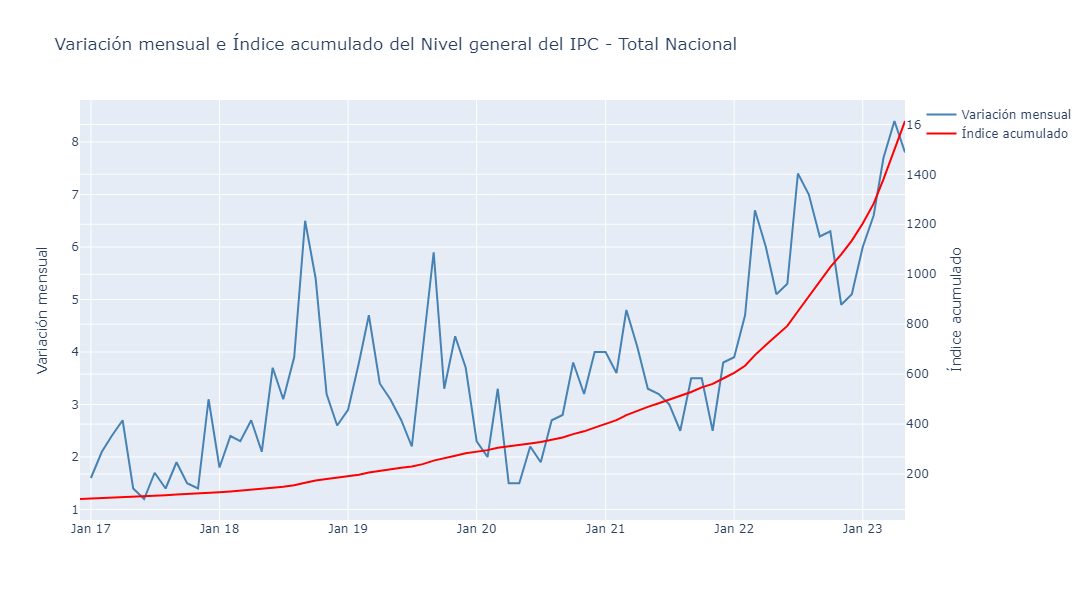 Variación mensual e Índice acumulado del Nivel general del IPC - Total Nacional
Variación mensual
Índice acumulado
8
7
6
5
4
3
2
1
Variación mensual
16
1400
1200
1000
800
600
400
200
Índice acumulado
Jan 17
Jan 18
Jan 19
Jan 20
Jan 21
Jan 22
Jan 23